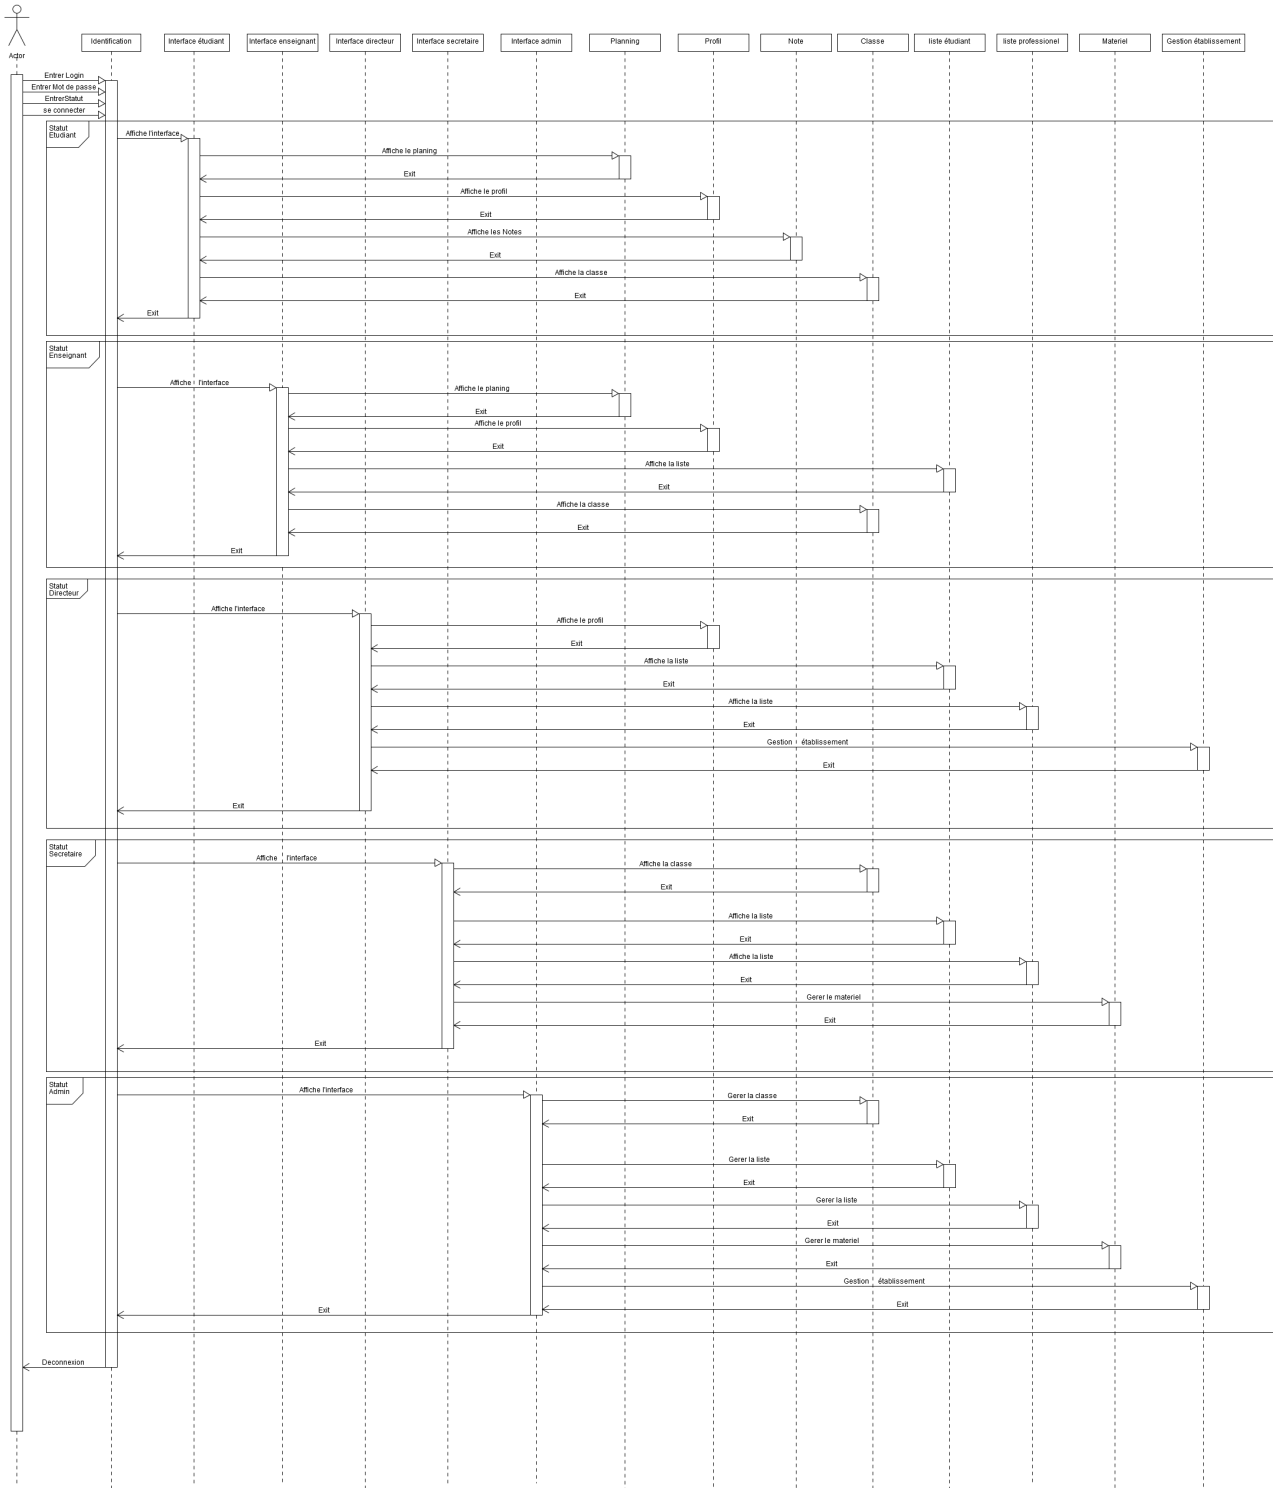 Actor
Identification
Interface étudiant
Interface enseignant
Interface directeur
Interface secretaire
Interface admin
Planning
Profil
Note
Classe
liste étudiant
liste professionel
Materiel
Gestion établissement
Entrer Login
Entrer Mot de passe
EntrerStatut
se connecter
Statut
Etudiant
Affiche l'interface
Affiche le planing
Exit
Affiche le profil
Exit
Affiche les Notes
Exit
Affiche la classe
Exit
Exit
Statut
Enseignant
Affiche l'interface
Affiche le planing
Exit
Affiche le profil
Exit
Affiche la liste
Exit
Affiche la classe
Exit
Exit
Statut
Directeur
Affiche l'interface
Affiche le profil
Exit
Affiche la liste
Exit
Affiche la liste
Exit
Gestion établissement
Exit
Exit
Statut
Secretaire
Affiche l'interface
Affiche la classe
Exit
Affiche la liste
Exit
Affiche la liste
Exit
Gerer le materiel
Exit
Exit
Statut
Admin
Affiche l'interface
Gerer la classe
Exit
Gerer la liste
Exit
Gerer la liste
Exit
Gerer le materiel
Exit
Gestion établissement
Exit
Exit
Deconnexion